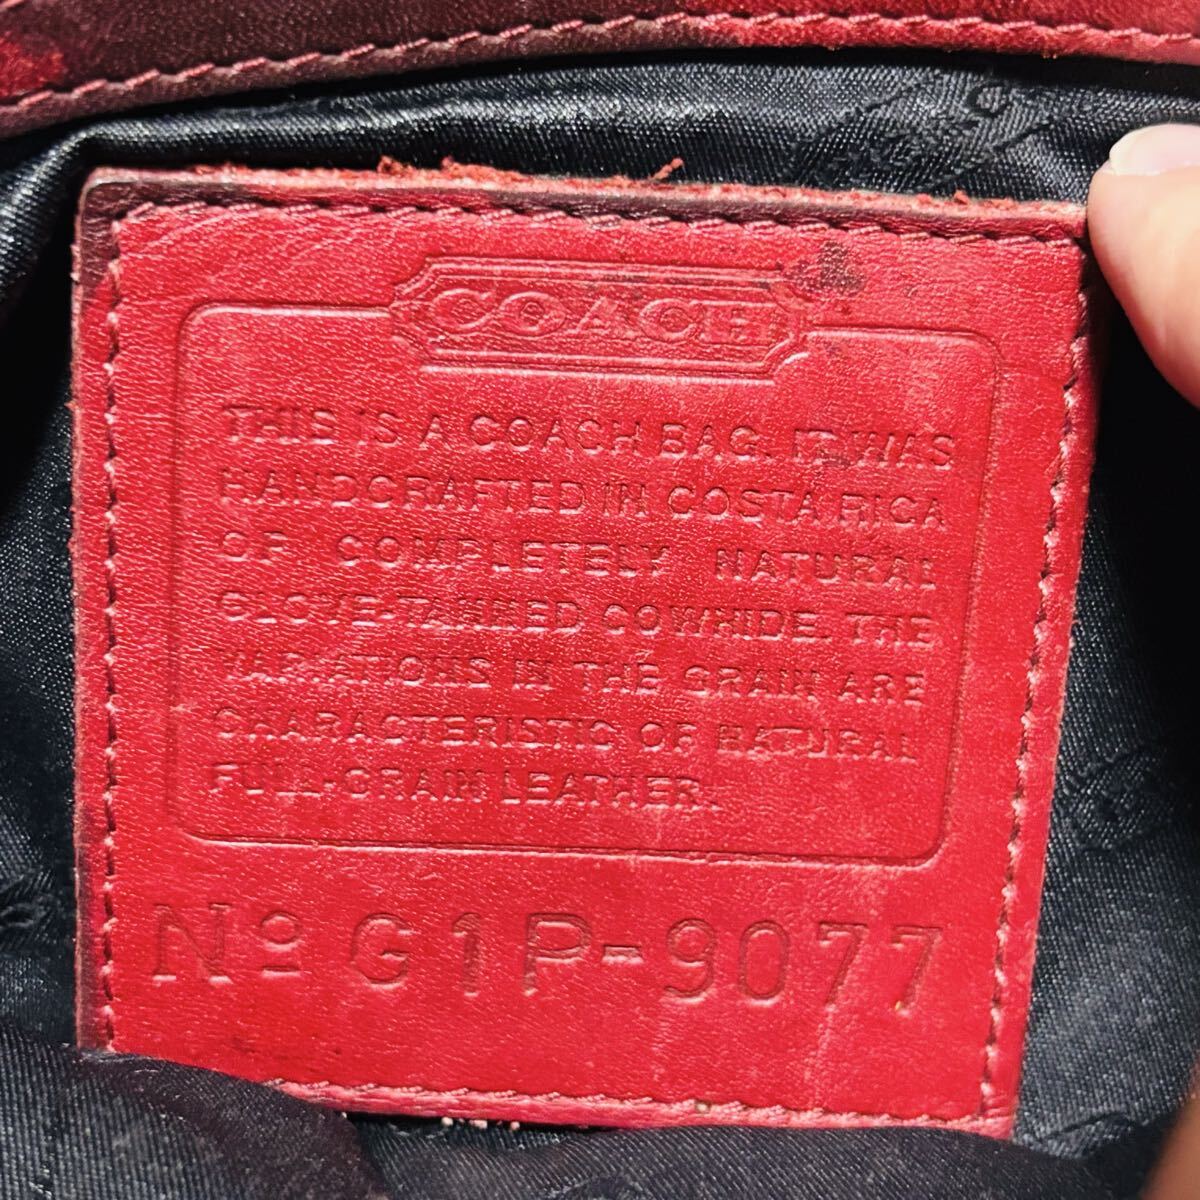 COACH
THIS IS A COACH BAG. IT WAS
HANDCRAFTED IN COSTA RICA
OF COMPLETELY NATURAL
GLOVE-TANNED COWHIDE. THE
VARIATIONS IN THE GRAIN ARE
CHARACTERISTIC OF NATURAL
FULL-GRAIN LEATHER.
Nº G1P-9077